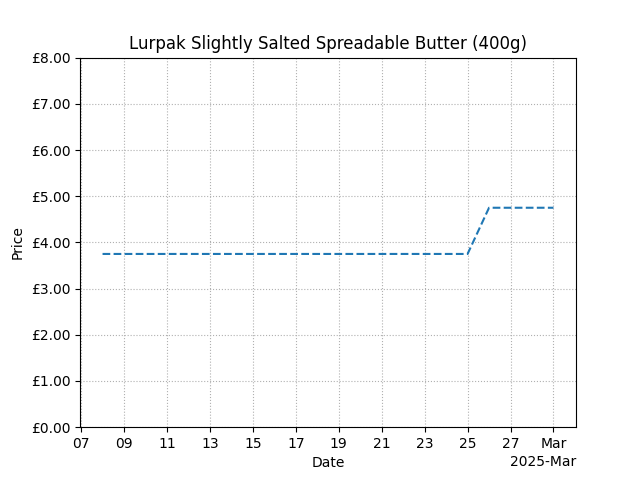 Lurpak Slightly Salted Spreadable Butter (400g)
£8.00
£7.00
£6.00
£5.00
£4.00
£3.00
£2.00
£1.00
£0.00
Price
07 09 11 13 15 17 19 21 23 25 27 Mar
Date
2025-Mar